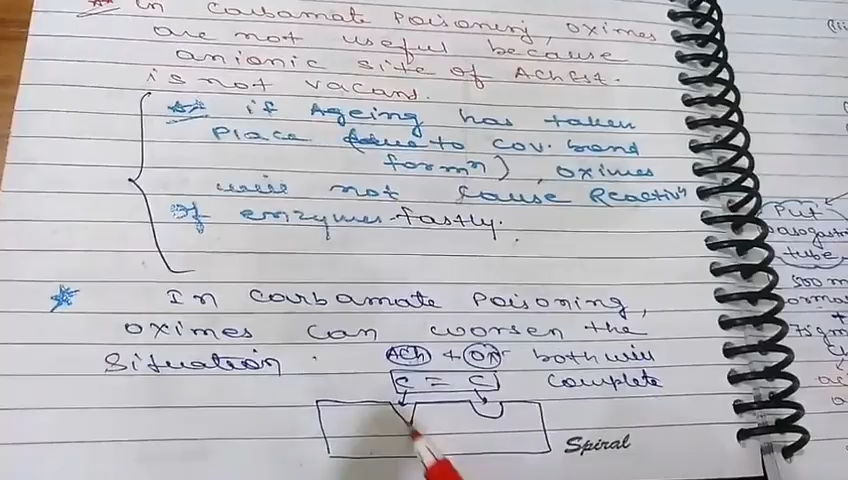 ** In carbamate poisoning, oximes
are not useful because
anionic site of AchEst.
is not vacant.
** if Ageing has taken
place (due to cov. bond
formn), oximes
will not cause Reactivn
of enzymes fastly.
* In carbamate poisoning,
oximes can worsen the
situation. Ach + OX both will
C = C complete
Spiral
Put
tube
500 m